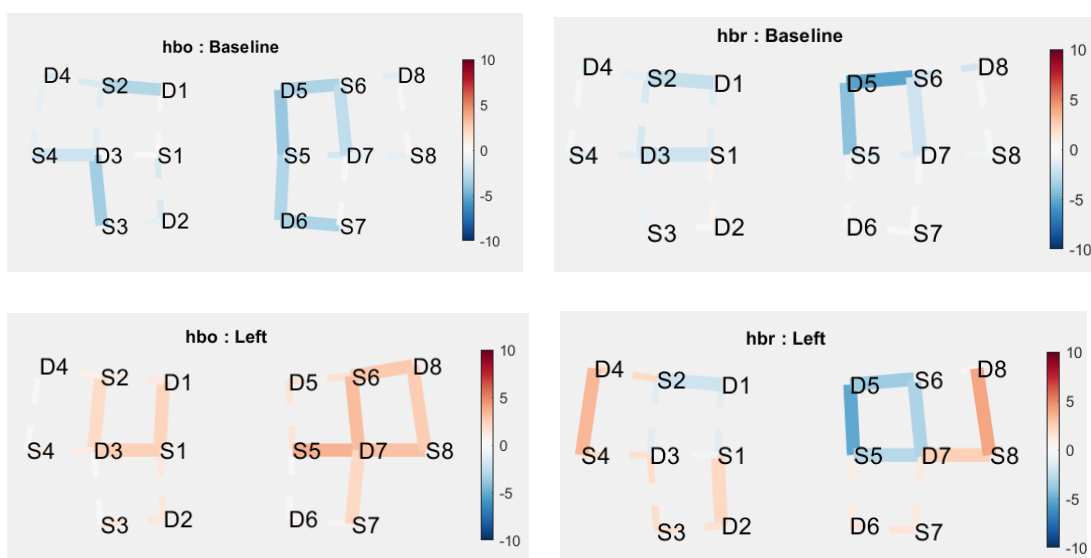 hbo : Baseline
10
D4 S2 D1 D5 S6 D8
5
S4 D3 S1 S5 D7 S8
0
-5
S3 D2 D6 S7
-10
hbr : Baseline
10
D4 S2 D1 D5 S6 D8
5
S4 D3 S1 S5 D7 S8
0
-5
S3 D2 D6 S7
-10
hbo : Left
10
D4 S2 D1 D5 S6 D8
5
S4 D3 S1 S5 D7 S8
0
-5
S3 D2 D6 S7
-10
hbr : Left
10
D4 S2 D1 D5 S6 D8
5
S4 D3 S1 S5 D7 S8
0
-5
S3 D2 D6 S7
-10